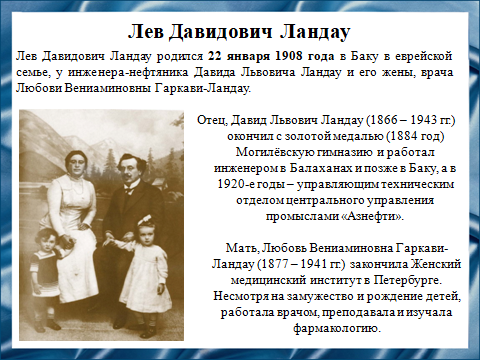 Лев Давидович Ландау
Лев Давидович Ландау родился 22 января 1908 года в Баку в еврейской
семье, у инженера-нефтяника Давида Львовича Ландау и его жены, врача
Любови Вениаминовны Гаркави-Ландау.
Отец, Давид Львович Ландау (1866 – 1943 гг.)
окончил с золотой медалью (1884 год)
Могилёвскую гимназию и работал
инженером в Балаханах и позже в Баку, а в
1920-е годы – управляющим техническим
отделом центрального управления
промыслами «Азнефти».
Мать, Любовь Вениаминовна Гаркави-
Ландау (1877 – 1941 гг.) закончила Женский
медицинский институт в Петербурге.
Несмотря на замужество и рождение детей,
работала врачом, преподавала и изучала
фармакологию.